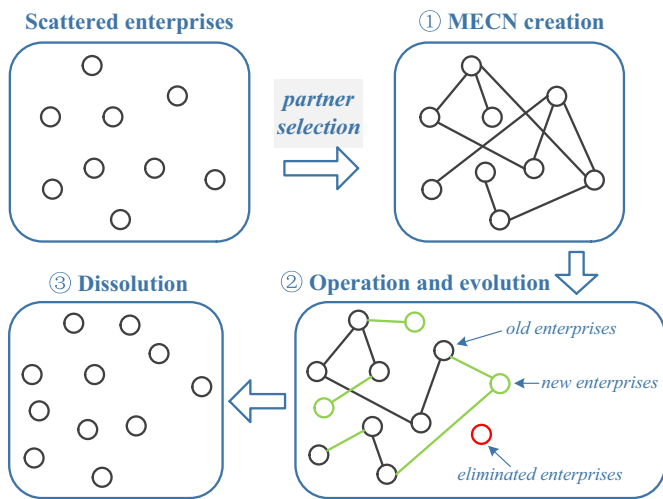 Scattered enterprises
① MECN creation
partner
selection
③ Dissolution
② Operation and evolution
old enterprises
new enterprises
eliminated enterprises